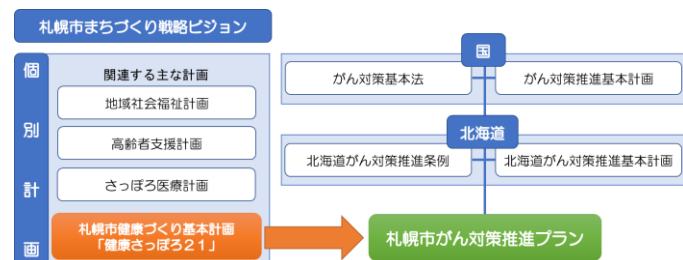 札幌市まちづくり戦略ビジョン
個別計画
関連する主な計画
地域社会福祉計画
高齢者支援計画
さっぽろ医療計画
札幌市健康づくり基本計画
「健康さっぽろ21」
国
がん対策基本法
がん対策推進基本計画
北海道
北海道がん対策推進条例
北海道がん対策推進基本計画
札幌市がん対策推進プラン